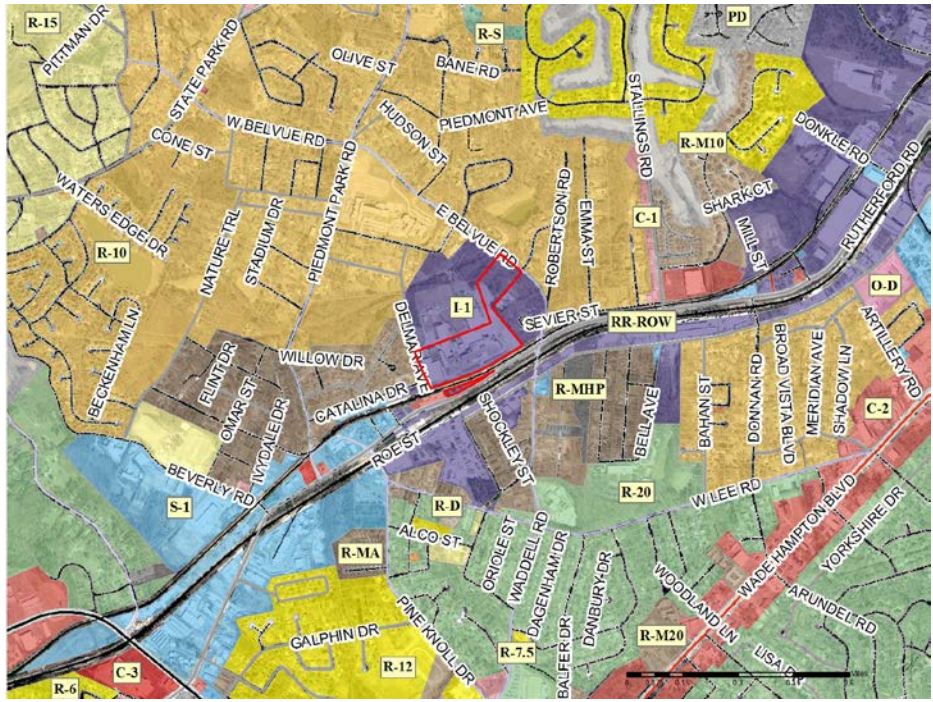 R-15
PITTMAN DR
STATE PARK RD
R-S
PD
OLIVE ST
BANE RD
STALLINGS RD
HUDSON ST
PIEDMONT AVE
W BELVUE RD
CONE ST
R-M10
DONKLE RD
RUTHERFORD RD
WATERS EDGE DR
PIEDMONT PARK RD
ROBERTSON RD
EMMA ST
C-1
SHARK CT
MILL ST
E BELVUE RD
R-10
NATURE TRL
STADIUM DR
O-D
I-1
SEVIER ST
RR-ROW
DELMAR AVE
ARTILLERY RD
BECKENHAM LN
FLINT DR
WILLOW DR
CATALINA DR
OMAR ST
IVYDALE DR
R-MHP
BELL AVE
BAHAN ST
DONNAN RD
BROAD VISTA BLVD
MERIDIAN AVE
SHADOW LN
C-2
SHOCKLEY ST
ROE ST
BEVERLY RD
S-1
R-D
R-20
W LEE RD
WADE HAMPTON BLVD
YORKSHIRE DR
ALCO ST
R-MA
ORIOLE ST
WADDELL RD
DAGENHAM DR
DANBURY DR
BALFER DR
WOODLAND LN
ARUNDEL RD
GALPHIN DR
PINE KNOLL DR
R-7.5
R-M20
LISA DR
C-3
R-12
R-6